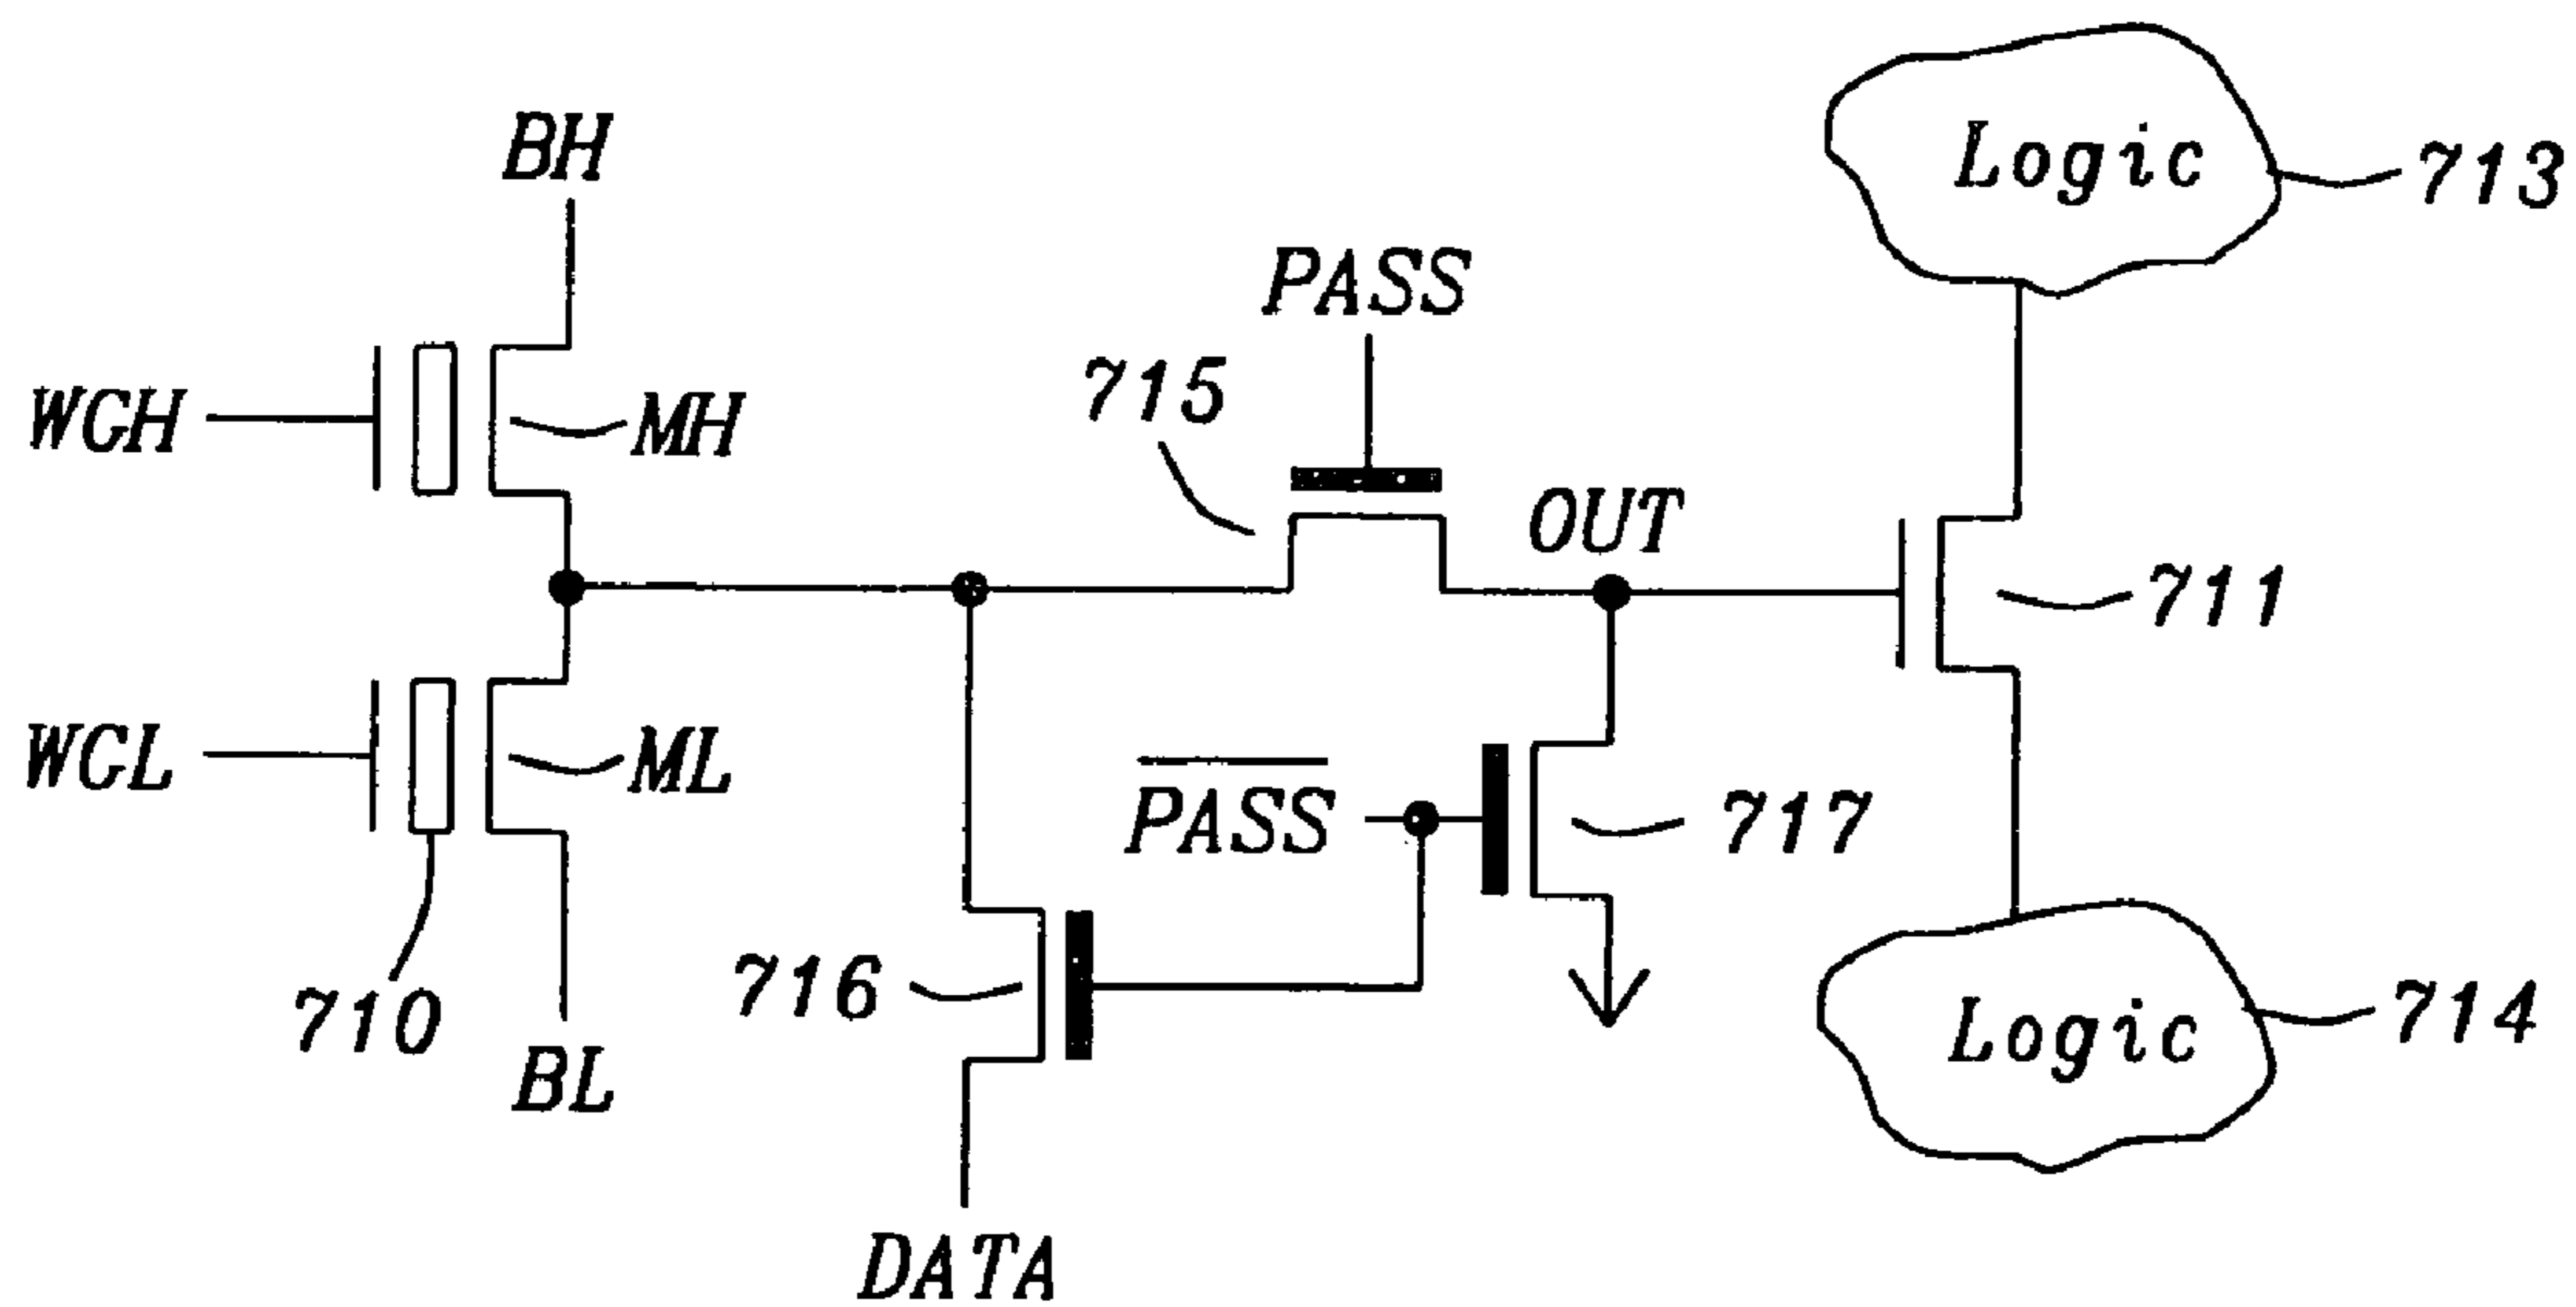 BH
Logic
713
PASS
WGH
MH
715
OUT
711
WGL
ML
PASS
717
716
710
714
Logic
BL
DATA